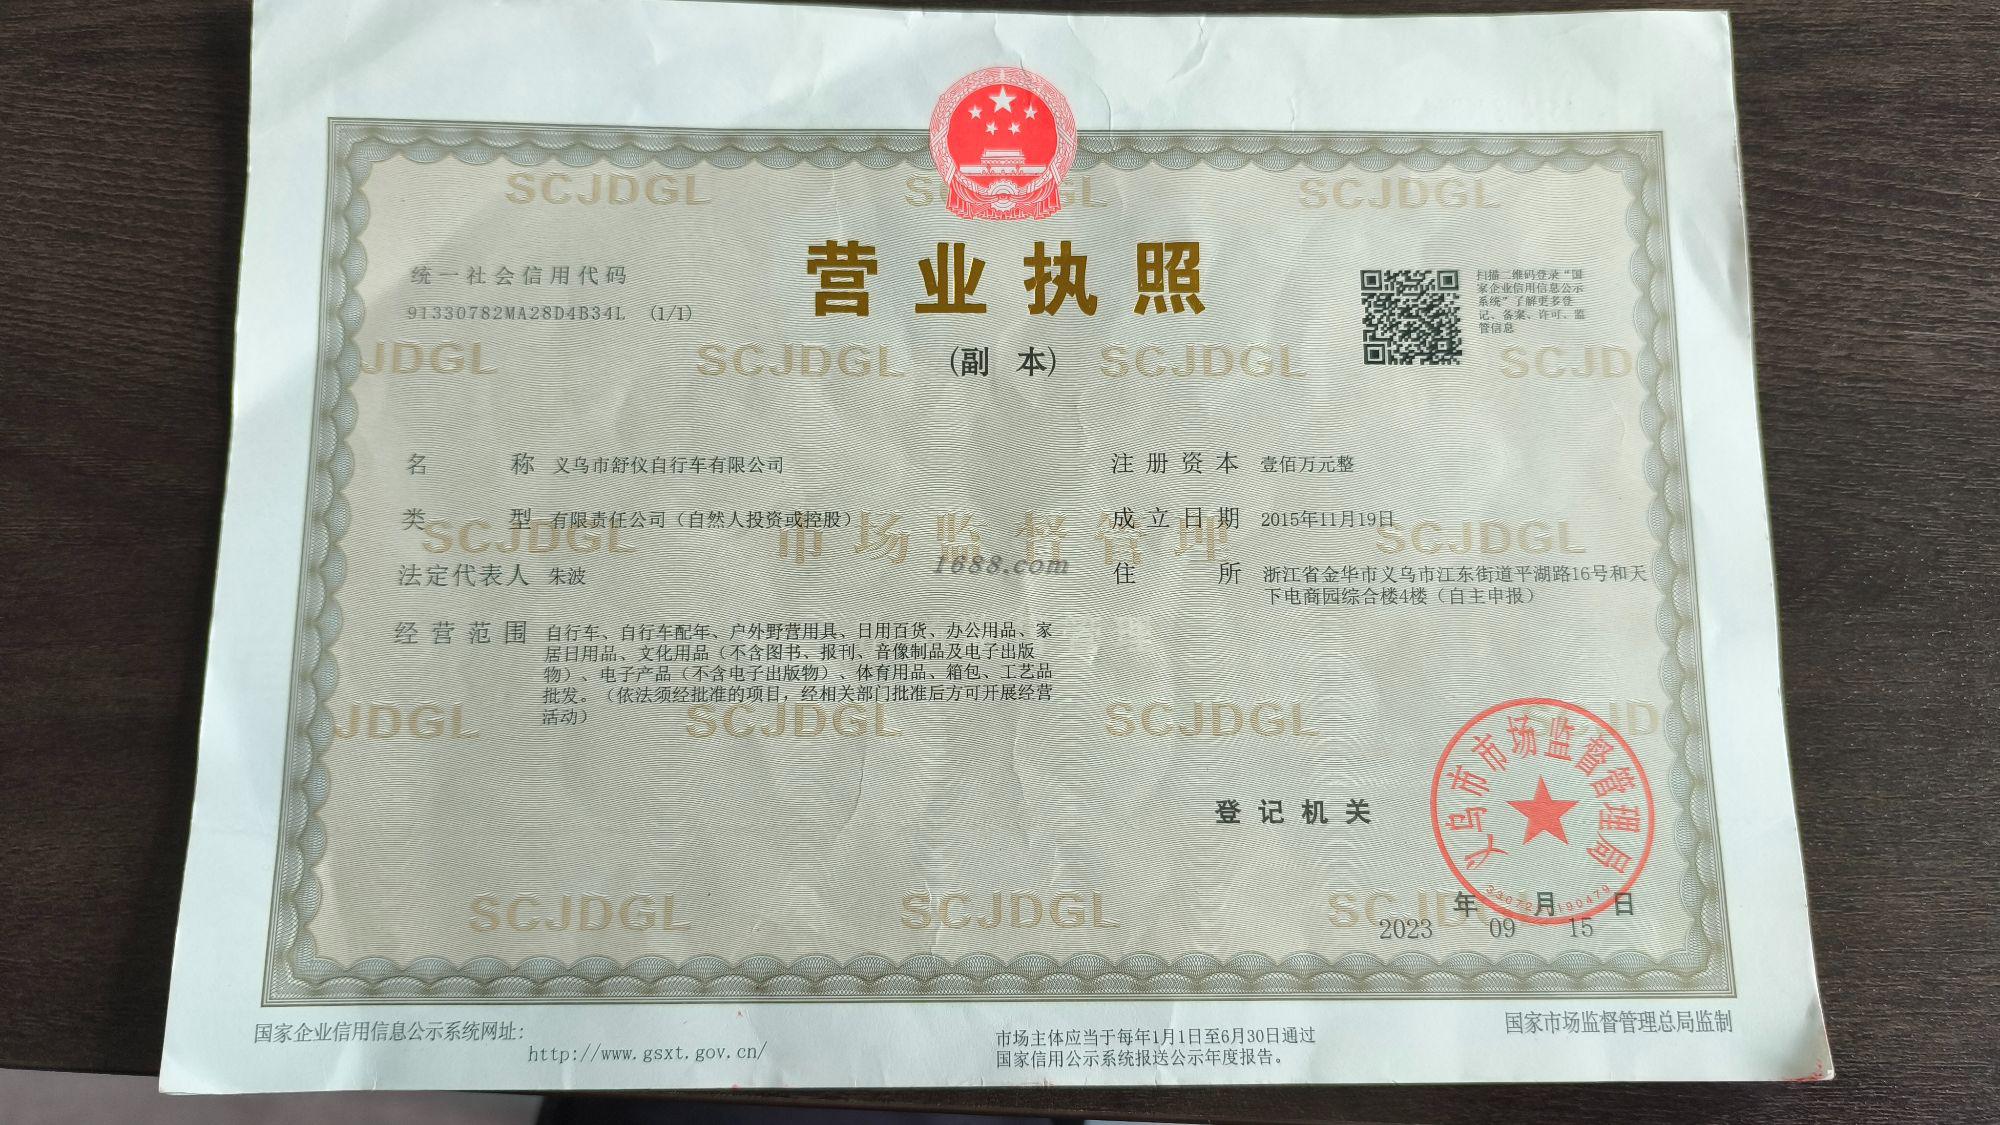 SCJDGL SCJDGL SCJDGL
营业执照
(副 本)
统一社会信用代码
91330782MA28D4B34L (1/1)
扫描二维码登录“国
家企业信用信息公示
系统”了解更多登
记、备案、许可、监
管信息
JDGL SCJDGL SCJDGL SCJD
名 称 义乌市舒仪自行车有限公司
类 型 有限责任公司（自然人投资或控股）
法定代表人 朱波
经营范围 自行车、自行车配年、户外野营用具、日用百货、办公用品、家
居日用品、文化用品（不含图书、报刊、音像制品及电子出版
物）、电子产品（不含电子出版物）、体育用品、箱包、工艺品
批发。（依法须经批准的项目，经相关部门批准后方可开展经营
活动）
注册资本 壹佰万元整
成立日期 2015年11月19日
住 所 浙江省金华市义乌市江东街道平湖路16号和天
下电商园综合楼4楼（自主申报）
SCJDGL 市场监督管理 SCJDGL
1688.com
JDGL SCJDGL SCJDGL JD
登记机关
义乌市市场监督管理局
SCJDGL SCJDGL SCJD
2023年09月15日
国家企业信用信息公示系统网址：
http://www.gsxt.gov.cn/
市场主体应当于每年1月1日至6月30日通过
国家信用公示系统报送公示年度报告。
国家市场监督管理总局监制